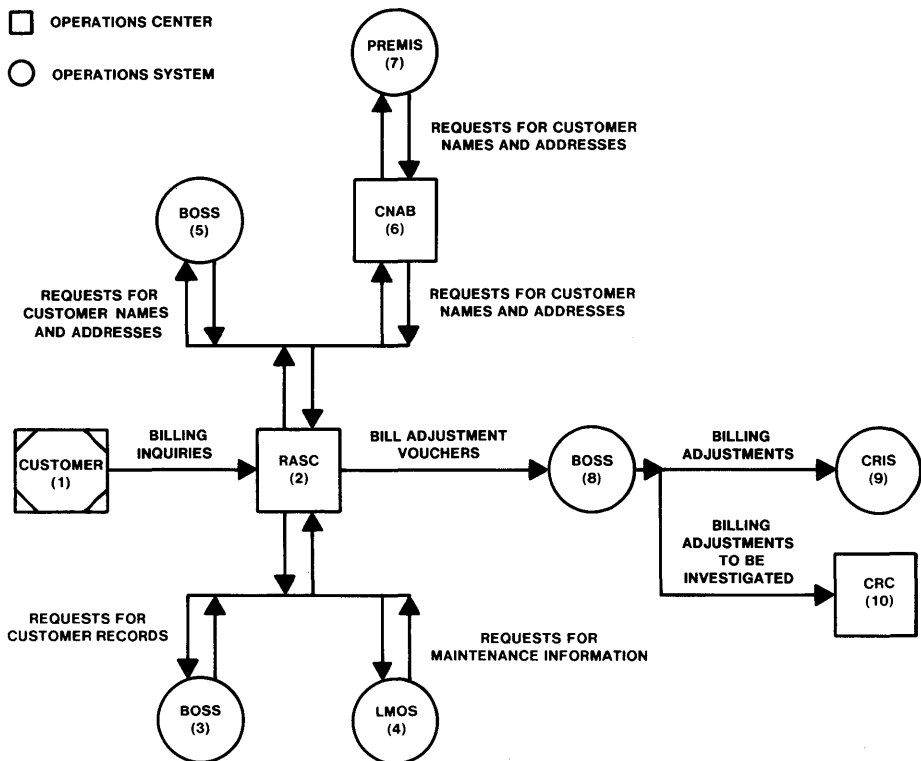 OPERATIONS CENTER
OPERATIONS SYSTEM
PREMIS
(7)
REQUESTS FOR CUSTOMER
NAMES AND ADDRESSES
BOSS
(5)
CNAB
(6)
REQUESTS FOR
CUSTOMER NAMES
AND ADDRESSES
REQUESTS FOR CUSTOMER
NAMES AND ADDRESSES
CUSTOMER
(1)
BILLING
INQUIRIES
RASC
(2)
BILL ADJUSTMENT
VOUCHERS
BOSS
(8)
BILLING
ADJUSTMENTS
CRIS
(9)
BILLING
ADJUSTMENTS
TO BE
INVESTIGATED
CRC
(10)
REQUESTS FOR
CUSTOMER RECORDS
REQUESTS FOR
MAINTENANCE INFORMATION
BOSS
(3)
LMOS
(4)